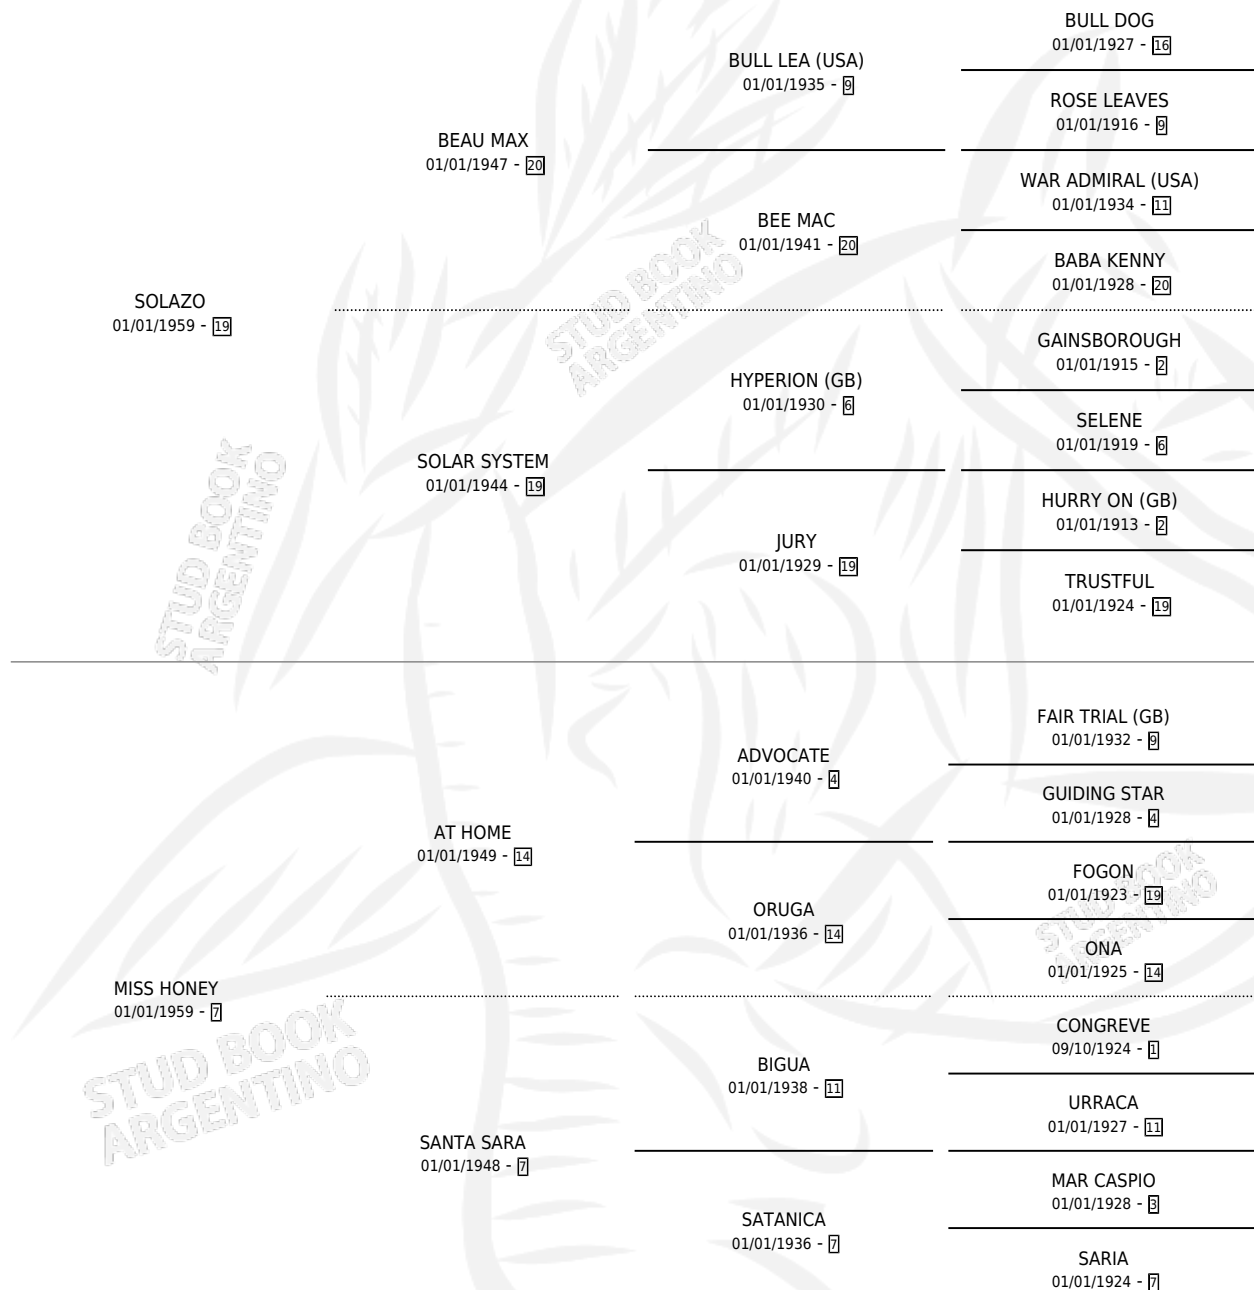 BULL DOG
01/01/1927 - 16
BULL LEA (USA)
01/01/1935 - 9
ROSE LEAVES
01/01/1916 - 9
BEAU MAX
01/01/1947 - 20
WAR ADMIRAL (USA)
01/01/1934 - 11
BEE MAC
01/01/1941 - 20
BABA KENNY
01/01/1928 - 20
SOLAZO
01/01/1959 - 19
STUD BOOK
ARGENTINO
GAINSBOROUGH
01/01/1915 - 2
HYPERION (GB)
01/01/1930 - 6
SELENE
01/01/1919 - 6
SOLAR SYSTEM
01/01/1944 - 19
HURRY ON (GB)
01/01/1913 - 2
JURY
01/01/1929 - 19
TRUSTFUL
01/01/1924 - 19
STUD BOOK
ARGENTINO
FAIR TRIAL (GB)
01/01/1932 - 9
ADVOCATE
01/01/1940 - 4
GUIDING STAR
01/01/1928 - 4
AT HOME
01/01/1949 - 14
FOGON
01/01/1923 - 19
ORUGA
01/01/1936 - 14
STUD BOOK
ARGENTINO
ONA
01/01/1925 - 14
MISS HONEY
01/01/1959 - 7
CONGREVE
09/10/1924 - 1
BIGUA
01/01/1938 - 11
STUD BOOK
ARGENTINO
URRACA
01/01/1927 - 11
SANTA SARA
01/01/1948 - 7
MAR CASPIO
01/01/1928 - 3
SATANICA
01/01/1936 - 7
SARIA
01/01/1924 - 7